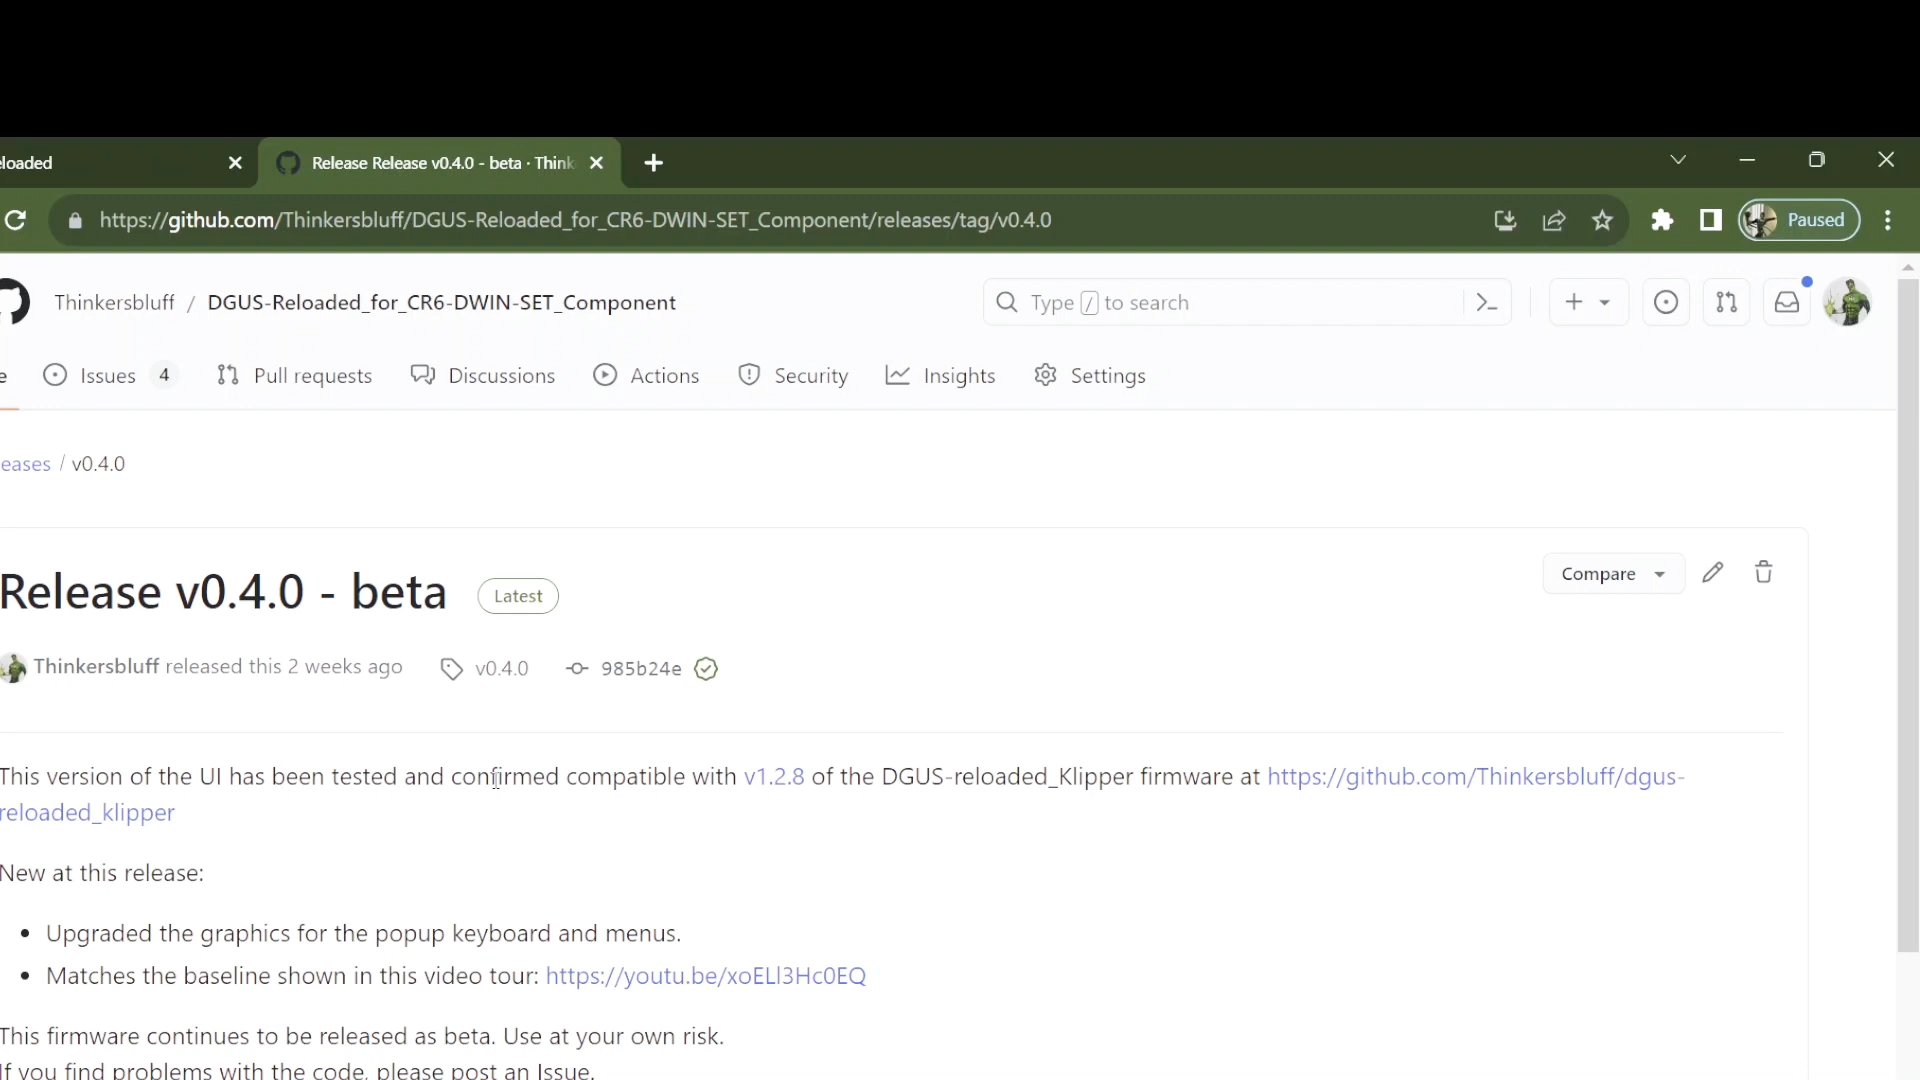 eloaded
Release Release v0.4.0 - beta · Think
https://github.com/Thinkersbluff/DGUS-Reloaded_for_CR6-DWIN-SET_Component/releases/tag/v0.4.0
Paused
Thinkersbluff / DGUS-Reloaded_for_CR6-DWIN-SET_Component
Type / to search
e
Issues 4
Pull requests
Discussions
Actions
Security
Insights
Settings
eases / v0.4.0
Release v0.4.0 - beta
Latest
Compare
Thinkersbluff released this 2 weeks ago
v0.4.0
985b24e
This version of the UI has been tested and confirmed compatible with v1.2.8 of the DGUS-reloaded_Klipper firmware at https://github.com/Thinkersbluff/dgus-
reloaded_klipper
New at this release:
• Upgraded the graphics for the popup keyboard and menus.
• Matches the baseline shown in this video tour: https://youtu.be/xoELl3Hc0EQ
This firmware continues to be released as beta. Use at your own risk.
If you find problems with the code, please post an Issue.